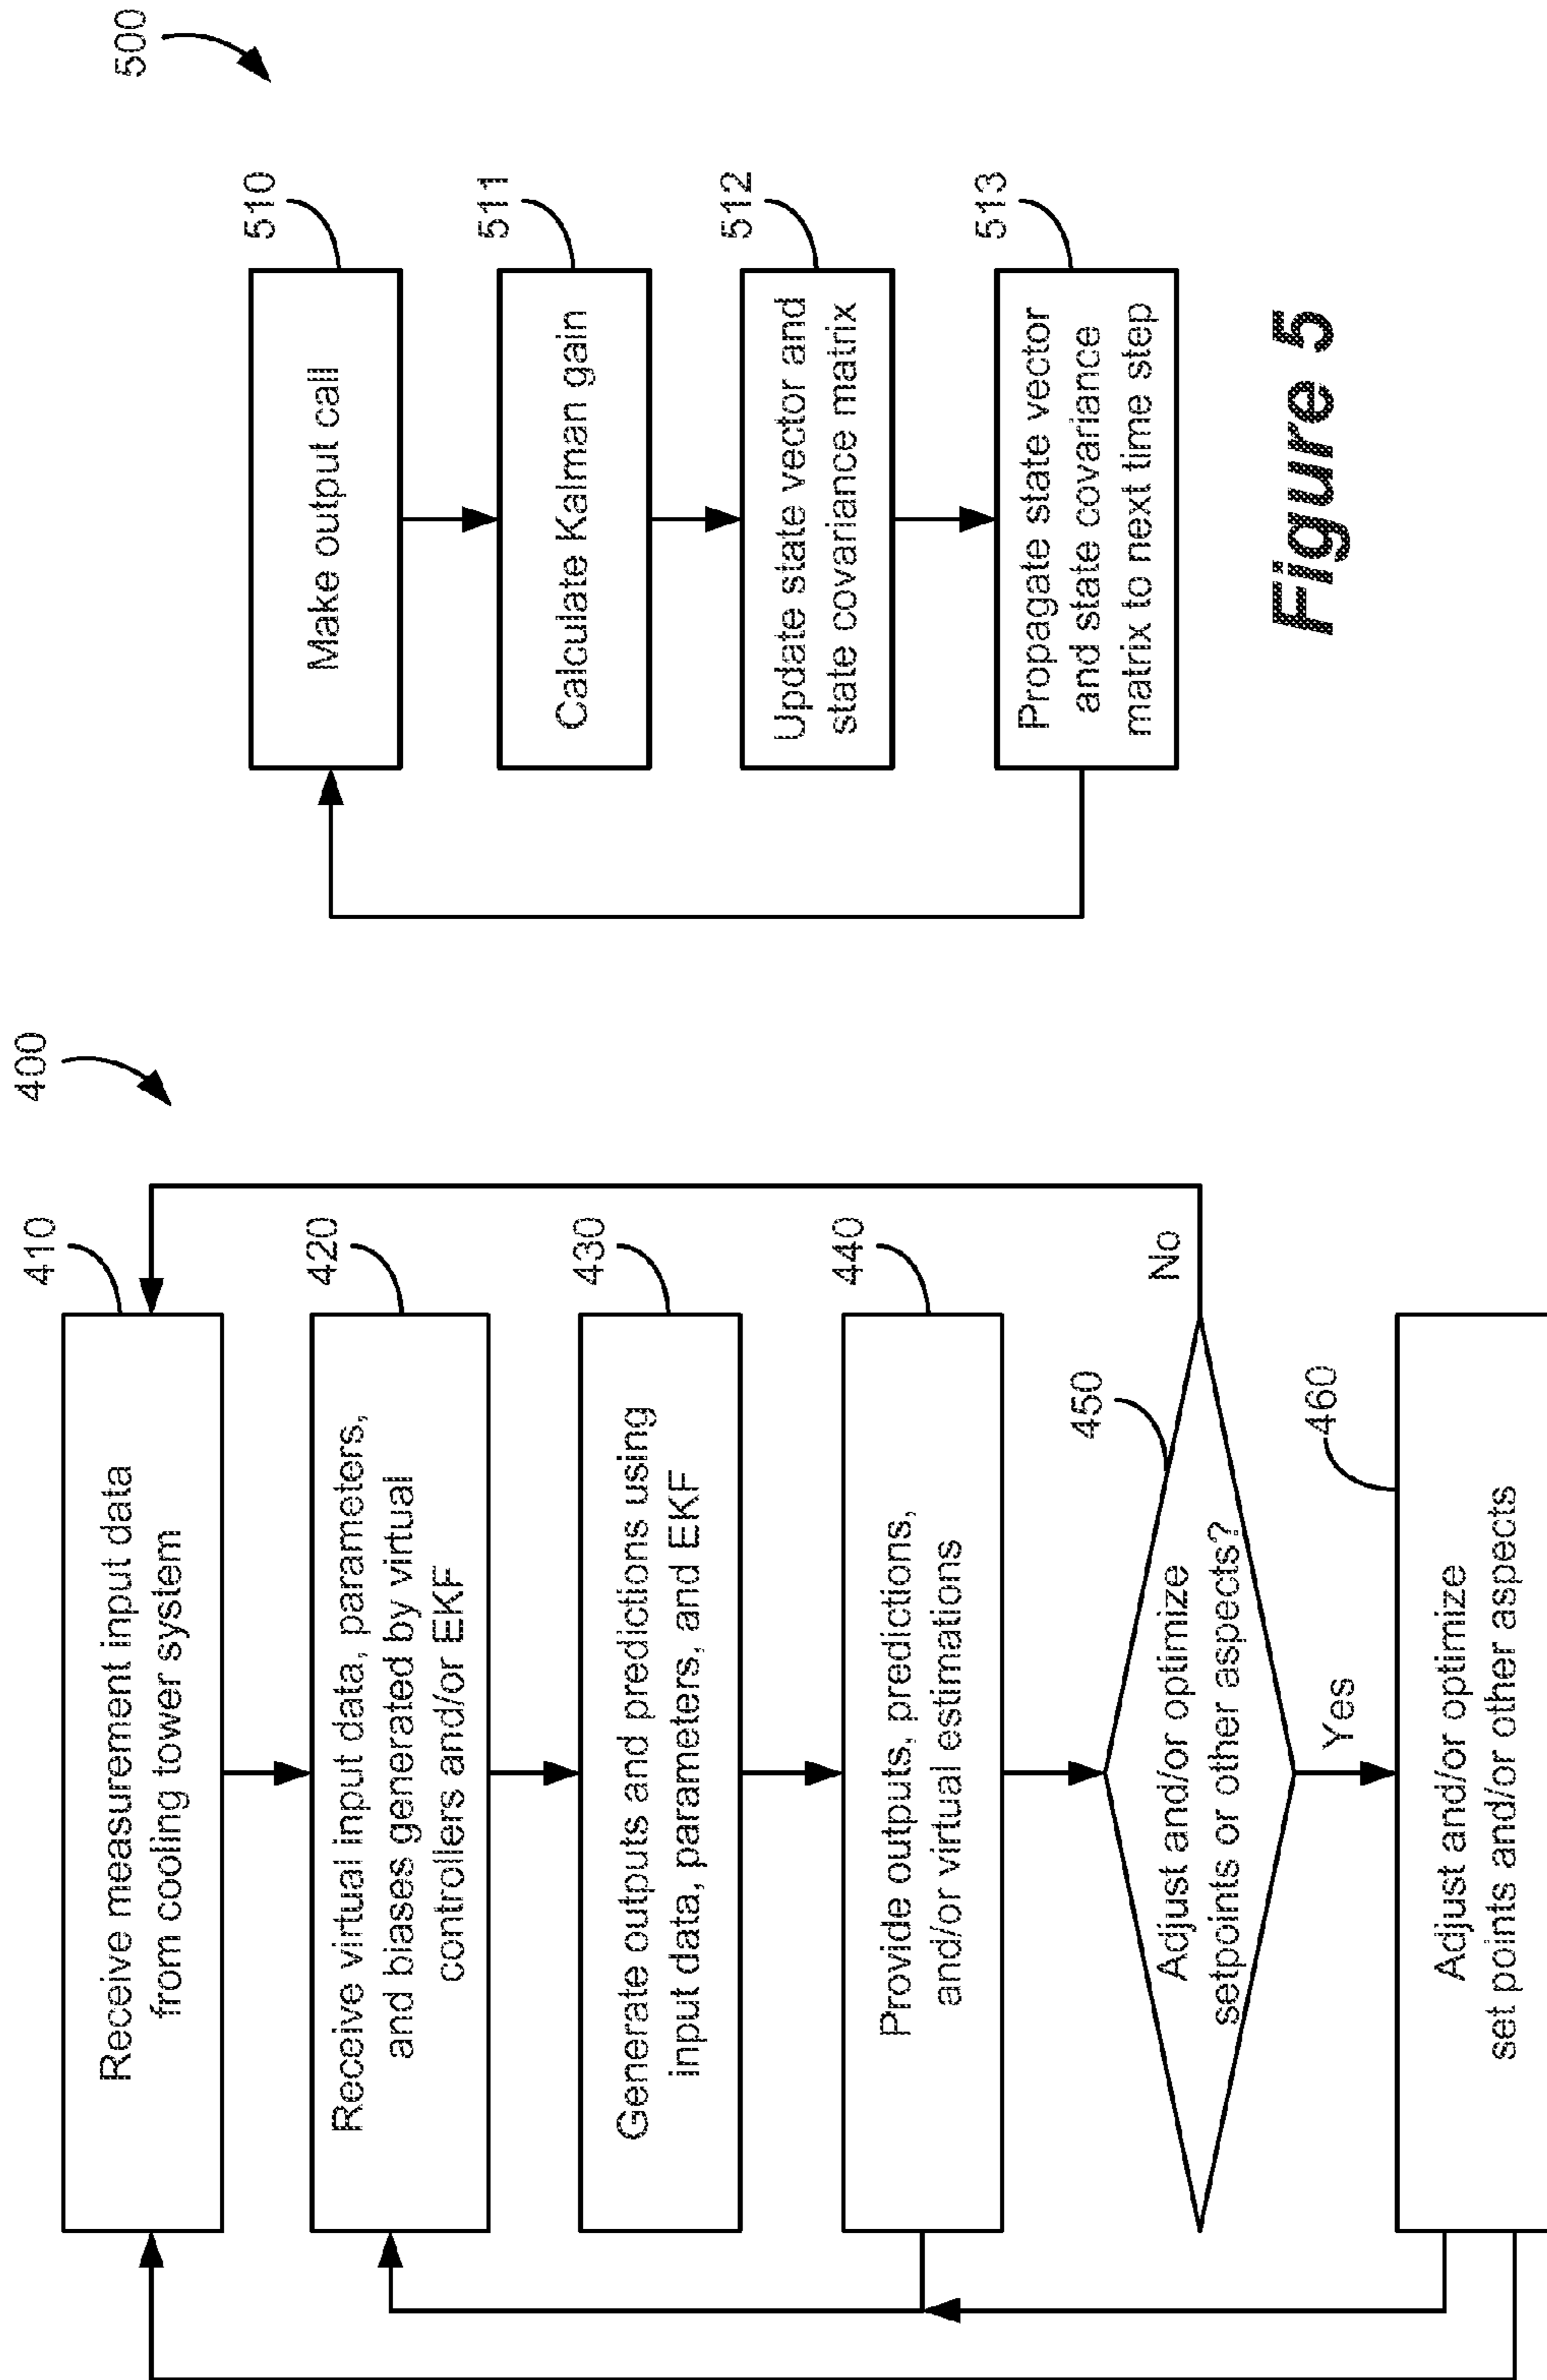 400
410
Receive measurement input data
from cooling tower system
420
Receive virtual input data, parameters,
and biases generated by virtual
controllers and/or EKF
430
Generate outputs and predictions using
input data, parameters, and EKF
440
Provide outputs, predictions,
and/or virtual estimations
450
Adjust and/or optimize
setpoints or other aspects?
No
Yes
460
Adjust and/or optimize
set points and/or other aspects
500
510
Make output call
511
Calculate Kalman gain
512
Update state vector and
state covariance matrix
513
Propagate state vector
and state covariance
matrix to next time step
Figure 5